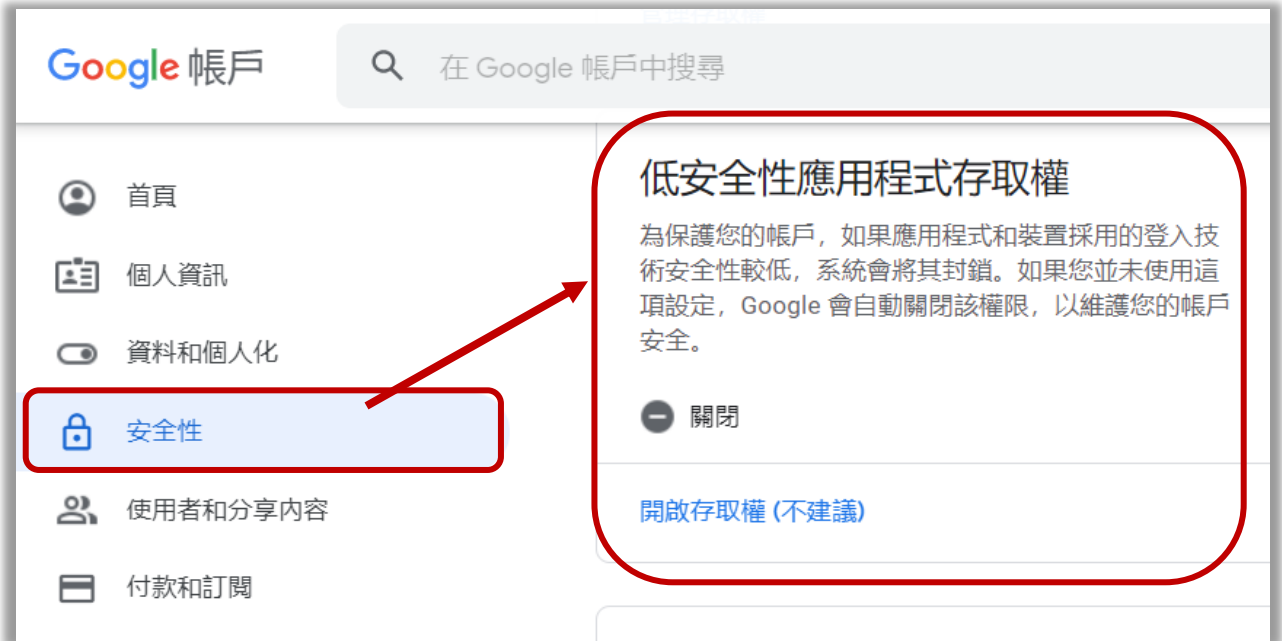 Google 帳戶
在 Google 帳戶中搜尋
首頁
個人資訊
資料和個人化
安全性
使用者和分享內容
付款和訂閱
低安全性應用程式存取權
為保護您的帳戶，如果應用程式和裝置採用的登入技
術安全性較低，系統會將其封鎖。如果您並未使用這
項設定，Google 會自動關閉該權限，以維護您的帳戶
安全。
關閉
開啟存取權 (不建議)